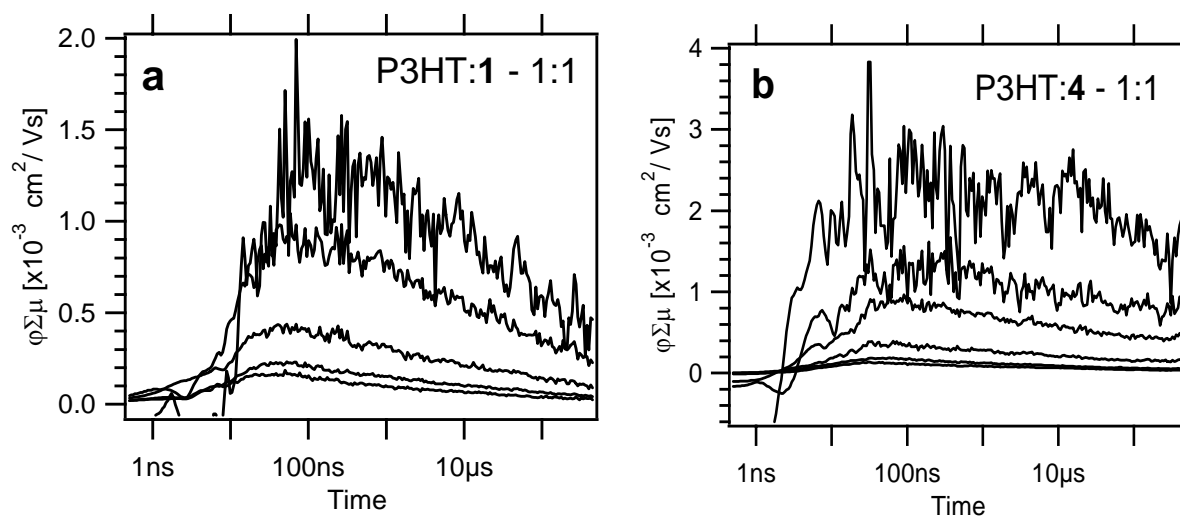 a
P3HT:1 - 1:1
φΣμ [x10⁻³ cm²/Vs]
2.0
1.5
1.0
0.5
0.0
1ns
100ns
10µs
Time
b
P3HT:4 - 1:1
φΣμ [x10⁻³ cm²/Vs]
4
3
2
1
0
1ns
100ns
10µs
Time